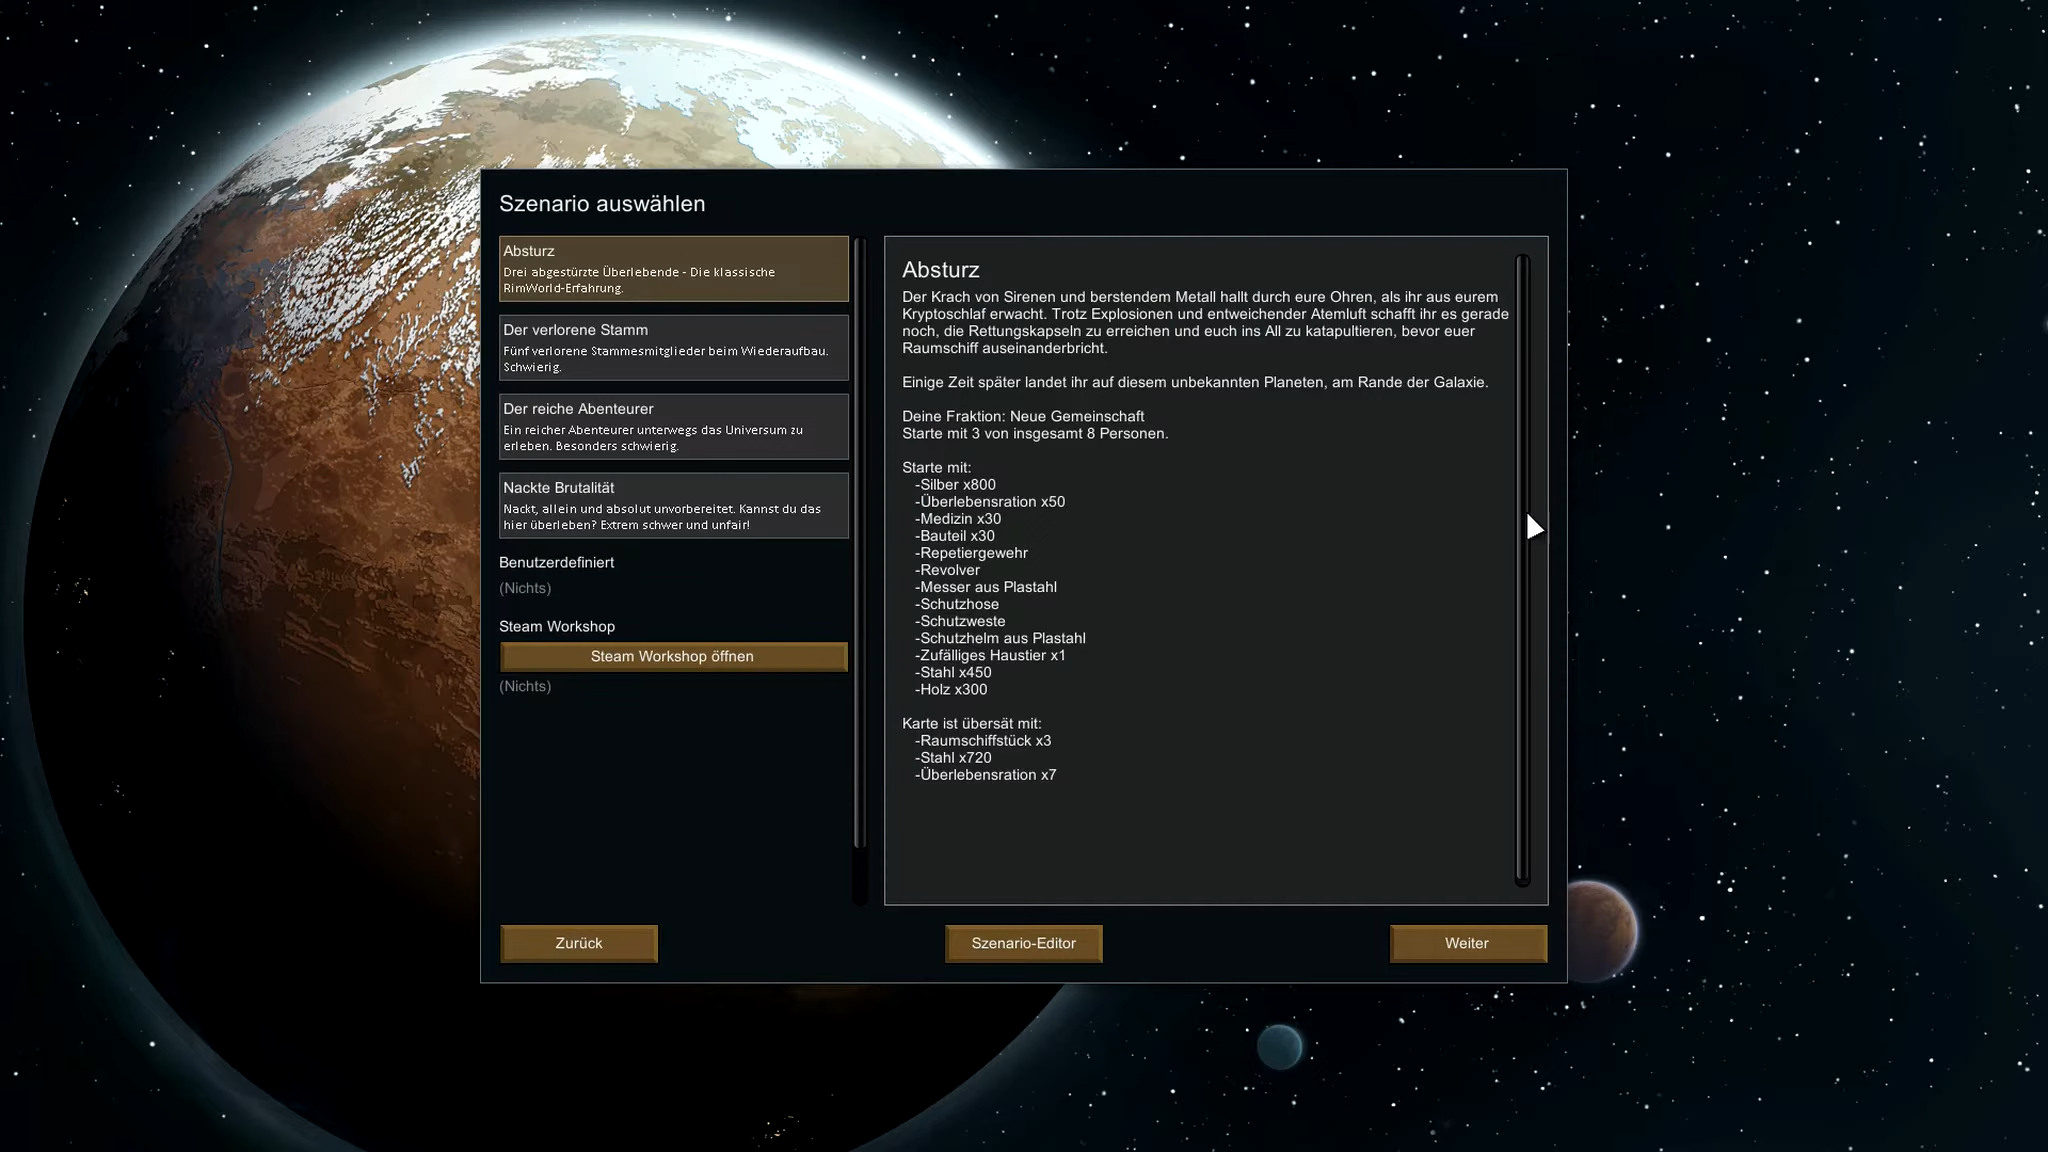 Szenario auswählen
Absturz
Drei abgestürzte Überlebende - Die klassische
RimWorld-Erfahrung.
Der verlorene Stamm
Fünf verlorene Stammesmitglieder beim Wiederaufbau.
Schwierig.
Der reiche Abenteurer
Ein reicher Abenteurer unterwegs das Universum zu
erleben. Besonders schwierig.
Nackte Brutalität
Nackt, allein und absolut unvorbereitet. Kannst du das
hier überleben? Extrem schwer und unfair!
Benutzerdefiniert
(Nichts)
Steam Workshop
Steam Workshop öffnen
(Nichts)
Absturz
Der Krach von Sirenen und berstendem Metall hallt durch eure Ohren, als ihr aus eurem
Kryptoschlaf erwacht. Trotz Explosionen und entweichender Atemluft schafft ihr es gerade
noch, die Rettungskapseln zu erreichen und euch ins All zu katapultieren, bevor euer
Raumschiff auseinanderbricht.
Einige Zeit später landet ihr auf diesem unbekannten Planeten, am Rande der Galaxie.
Deine Fraktion: Neue Gemeinschaft
Starte mit 3 von insgesamt 8 Personen.
Starte mit:
-Silber x800
-Überlebensration x50
-Medizin x30
-Bauteil x30
-Repetiergewehr
-Revolver
-Messer aus Plastahl
-Schutzhose
-Schutzweste
-Schutzhelm aus Plastahl
-Zufälliges Haustier x1
-Stahl x450
-Holz x300
Karte ist übersät mit:
-Raumschiffstück x3
-Stahl x720
-Überlebensration x7
Zurück
Szenario-Editor
Weiter